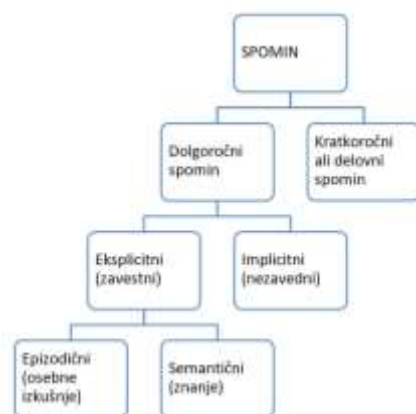 SPOMIN
Dolgoročni
spomin
Kratkoročni
ali delovni
spomin
Eksplicitni
(zavestni)
Implicitni
(nezavedni)
Epizodični
(osebne
izkušnje)
Semantični
(znanje)